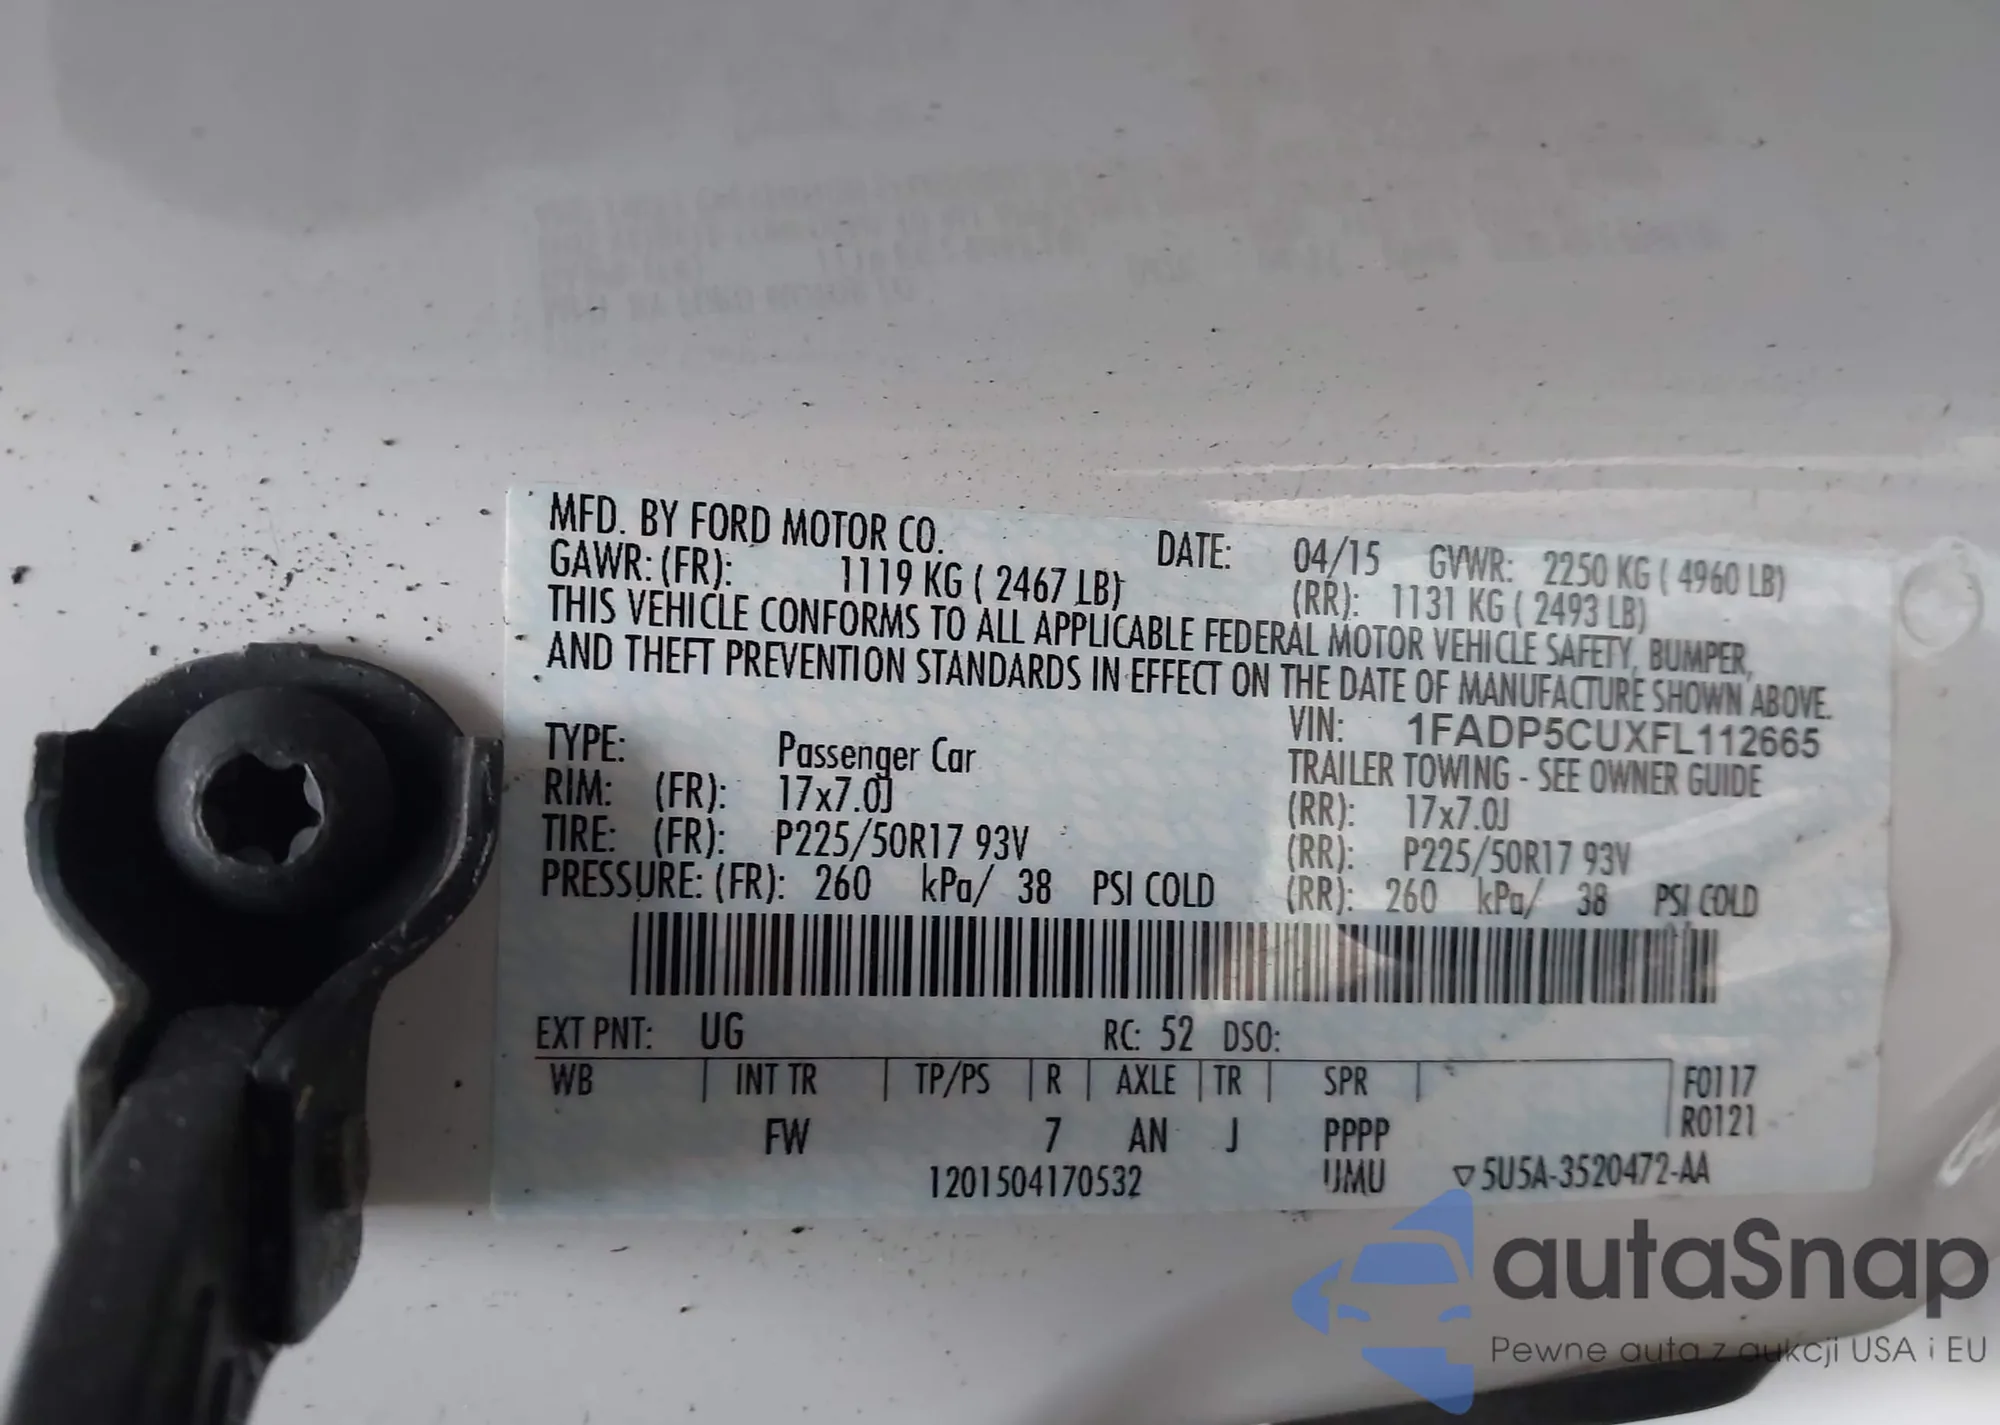 MFD. BY FORD MOTOR CO. DATE: 04/15 GVWR: 2250 KG ( 4960 LB)
GAWR: (FR): 1119 KG ( 2467 LB) (RR): 1131 KG ( 2493 LB)
THIS VEHICLE CONFORMS TO ALL APPLICABLE FEDERAL MOTOR VEHICLE SAFETY, BUMPER,
AND THEFT PREVENTION STANDARDS IN EFFECT ON THE DATE OF MANUFACTURE SHOWN ABOVE.
VIN: 1FADP5CUXFL112665
TYPE: Passenger Car TRAILER TOWING - SEE OWNER GUIDE
RIM: (FR): 17x7.0J (RR): 17x7.0J
TIRE: (FR): P225/50R17 93V (RR): P225/50R17 93V
PRESSURE: (FR): 260 kPa/ 38 PSI COLD (RR): 260 kPa/ 38 PSI COLD
EXT PNT: UG RC: 52 DSO:
WB INT TR TP/PS R AXLE TR SPR F0117
R0121
FW 7 AN J PPPP
1201504170532 UMU ▽5U5A-3520472-AA
autaSnap
Pewne auta z aukcji USA i EU